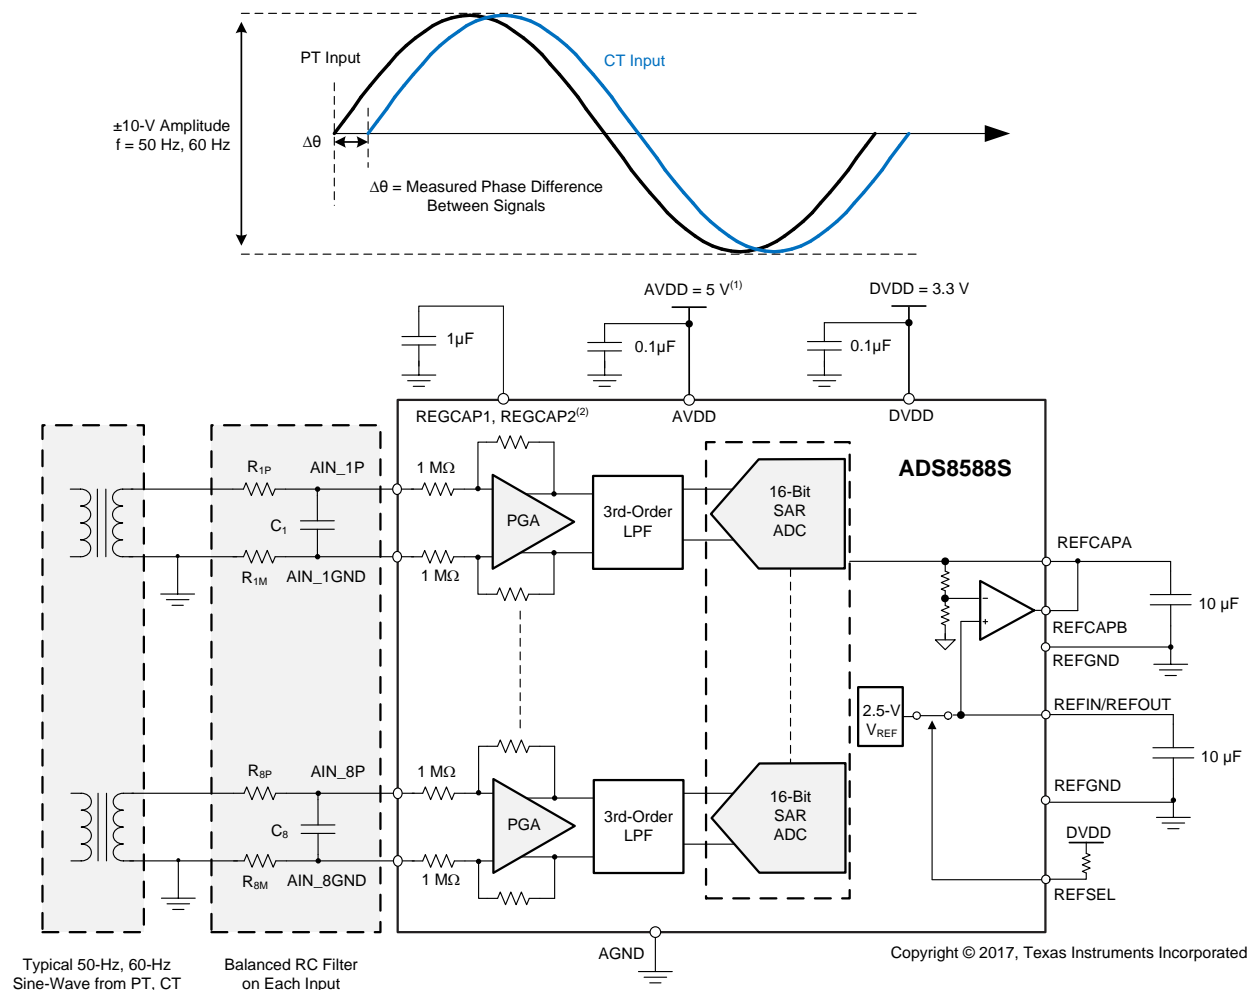 PT Input
CT Input
±10-V Amplitude
f = 50 Hz, 60 Hz
Δθ
Δθ = Measured Phase Difference
Between Signals
AVDD = 5 V(1)
DVDD = 3.3 V
1µF
0.1µF
0.1µF
REGCAP1, REGCAP2(2)
AVDD
DVDD
ADS8588S
R1P
AIN_1P
1 MΩ
C1
PGA
3rd-Order
LPF
16-Bit
SAR
ADC
R1M
AIN_1GND
1 MΩ
REFCAPA
10 µF
REFCAPB
REFGND
2.5-V
VREF
REFIN/REFOUT
10 µF
REFGND
R8P
AIN_8P
1 MΩ
C8
PGA
3rd-Order
LPF
16-Bit
SAR
ADC
R8M
AIN_8GND
1 MΩ
DVDD
REFSEL
AGND
Copyright © 2017, Texas Instruments Incorporated
Typical 50-Hz, 60-Hz
Sine-Wave from PT, CT
Balanced RC Filter
on Each Input